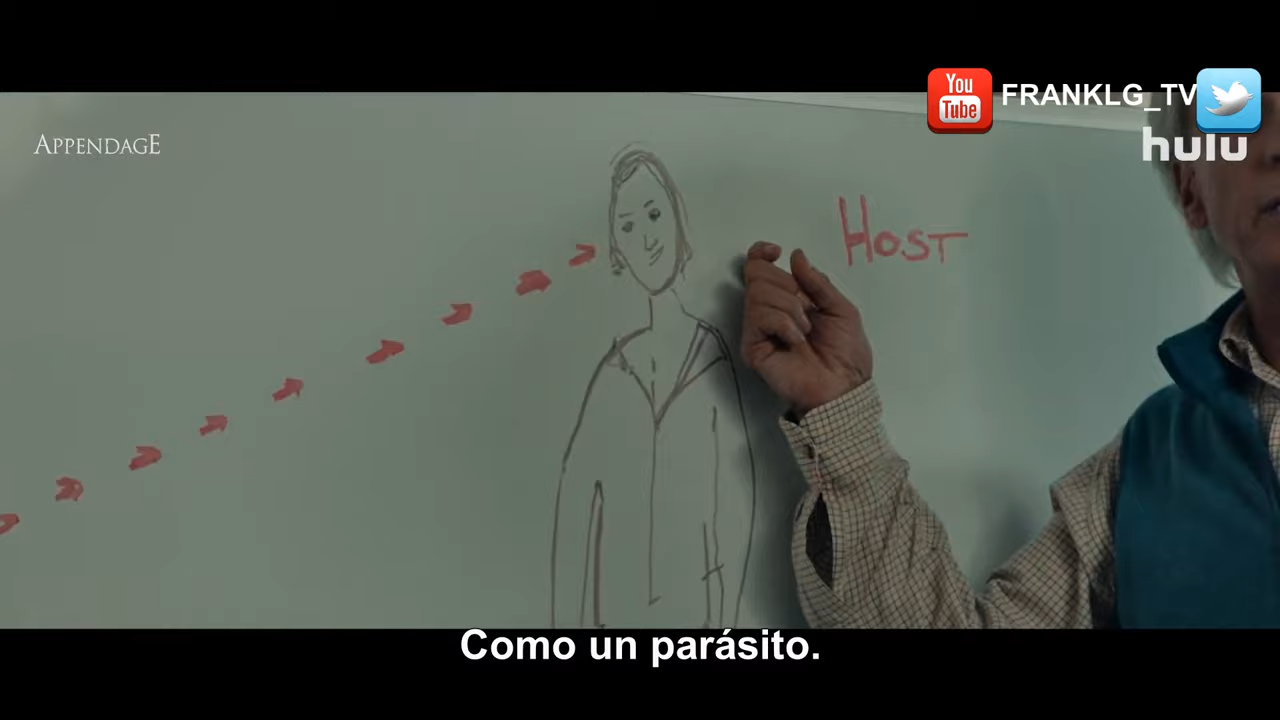 You
Tube
FRANKLG_TV
APPENDAGE
hulu
HOST
Como un parásito.